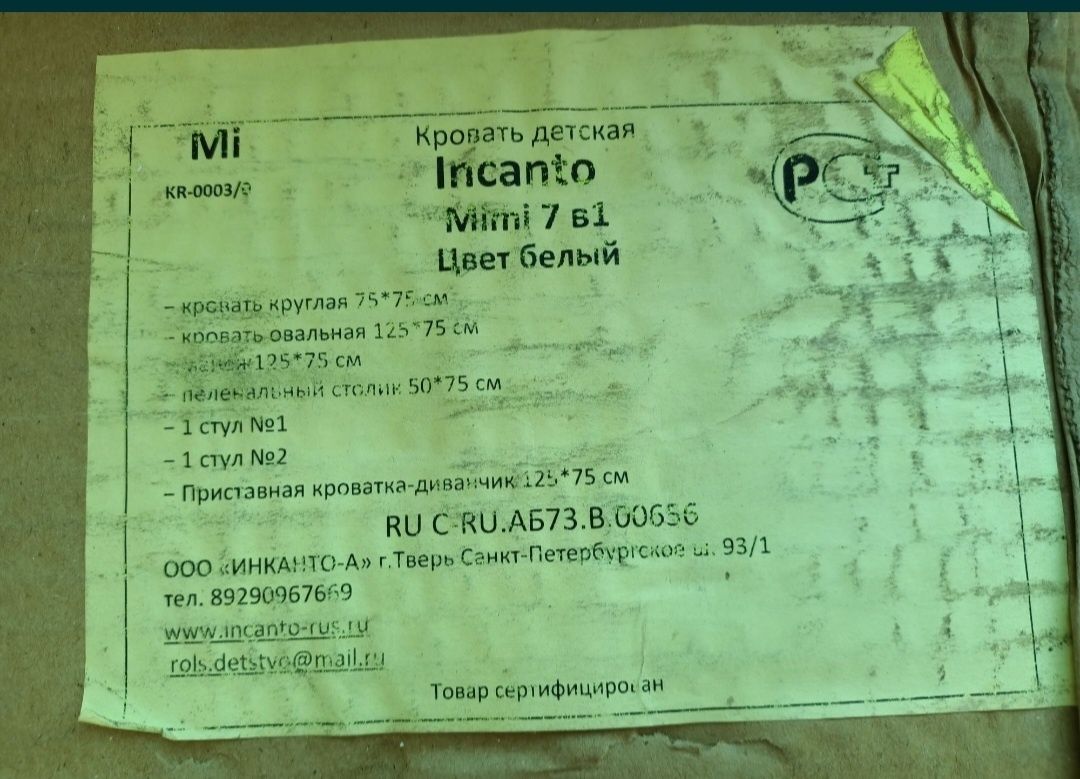 Mi
KR-0003/9
Кровать детская
Incanto
Mimi 7 в1
Цвет белый
РСт
– кровать круглая 75*75 см
– кровать овальная 125*75 см
125*75 см
– пеленальный столик 50*75 см
– 1 стул №1
– 1 стул №2
– Приставная кроватка-диванчик 125*75 см
RU C-RU.АБ73.В.00656
ООО «ИНКАНТО-А» г.Тверь Санкт-Петербургское ш. 93/1
тел. 89290967669
www.incanto-rus.ru
rols.detstvo@mail.ru
Товар сертифицирован